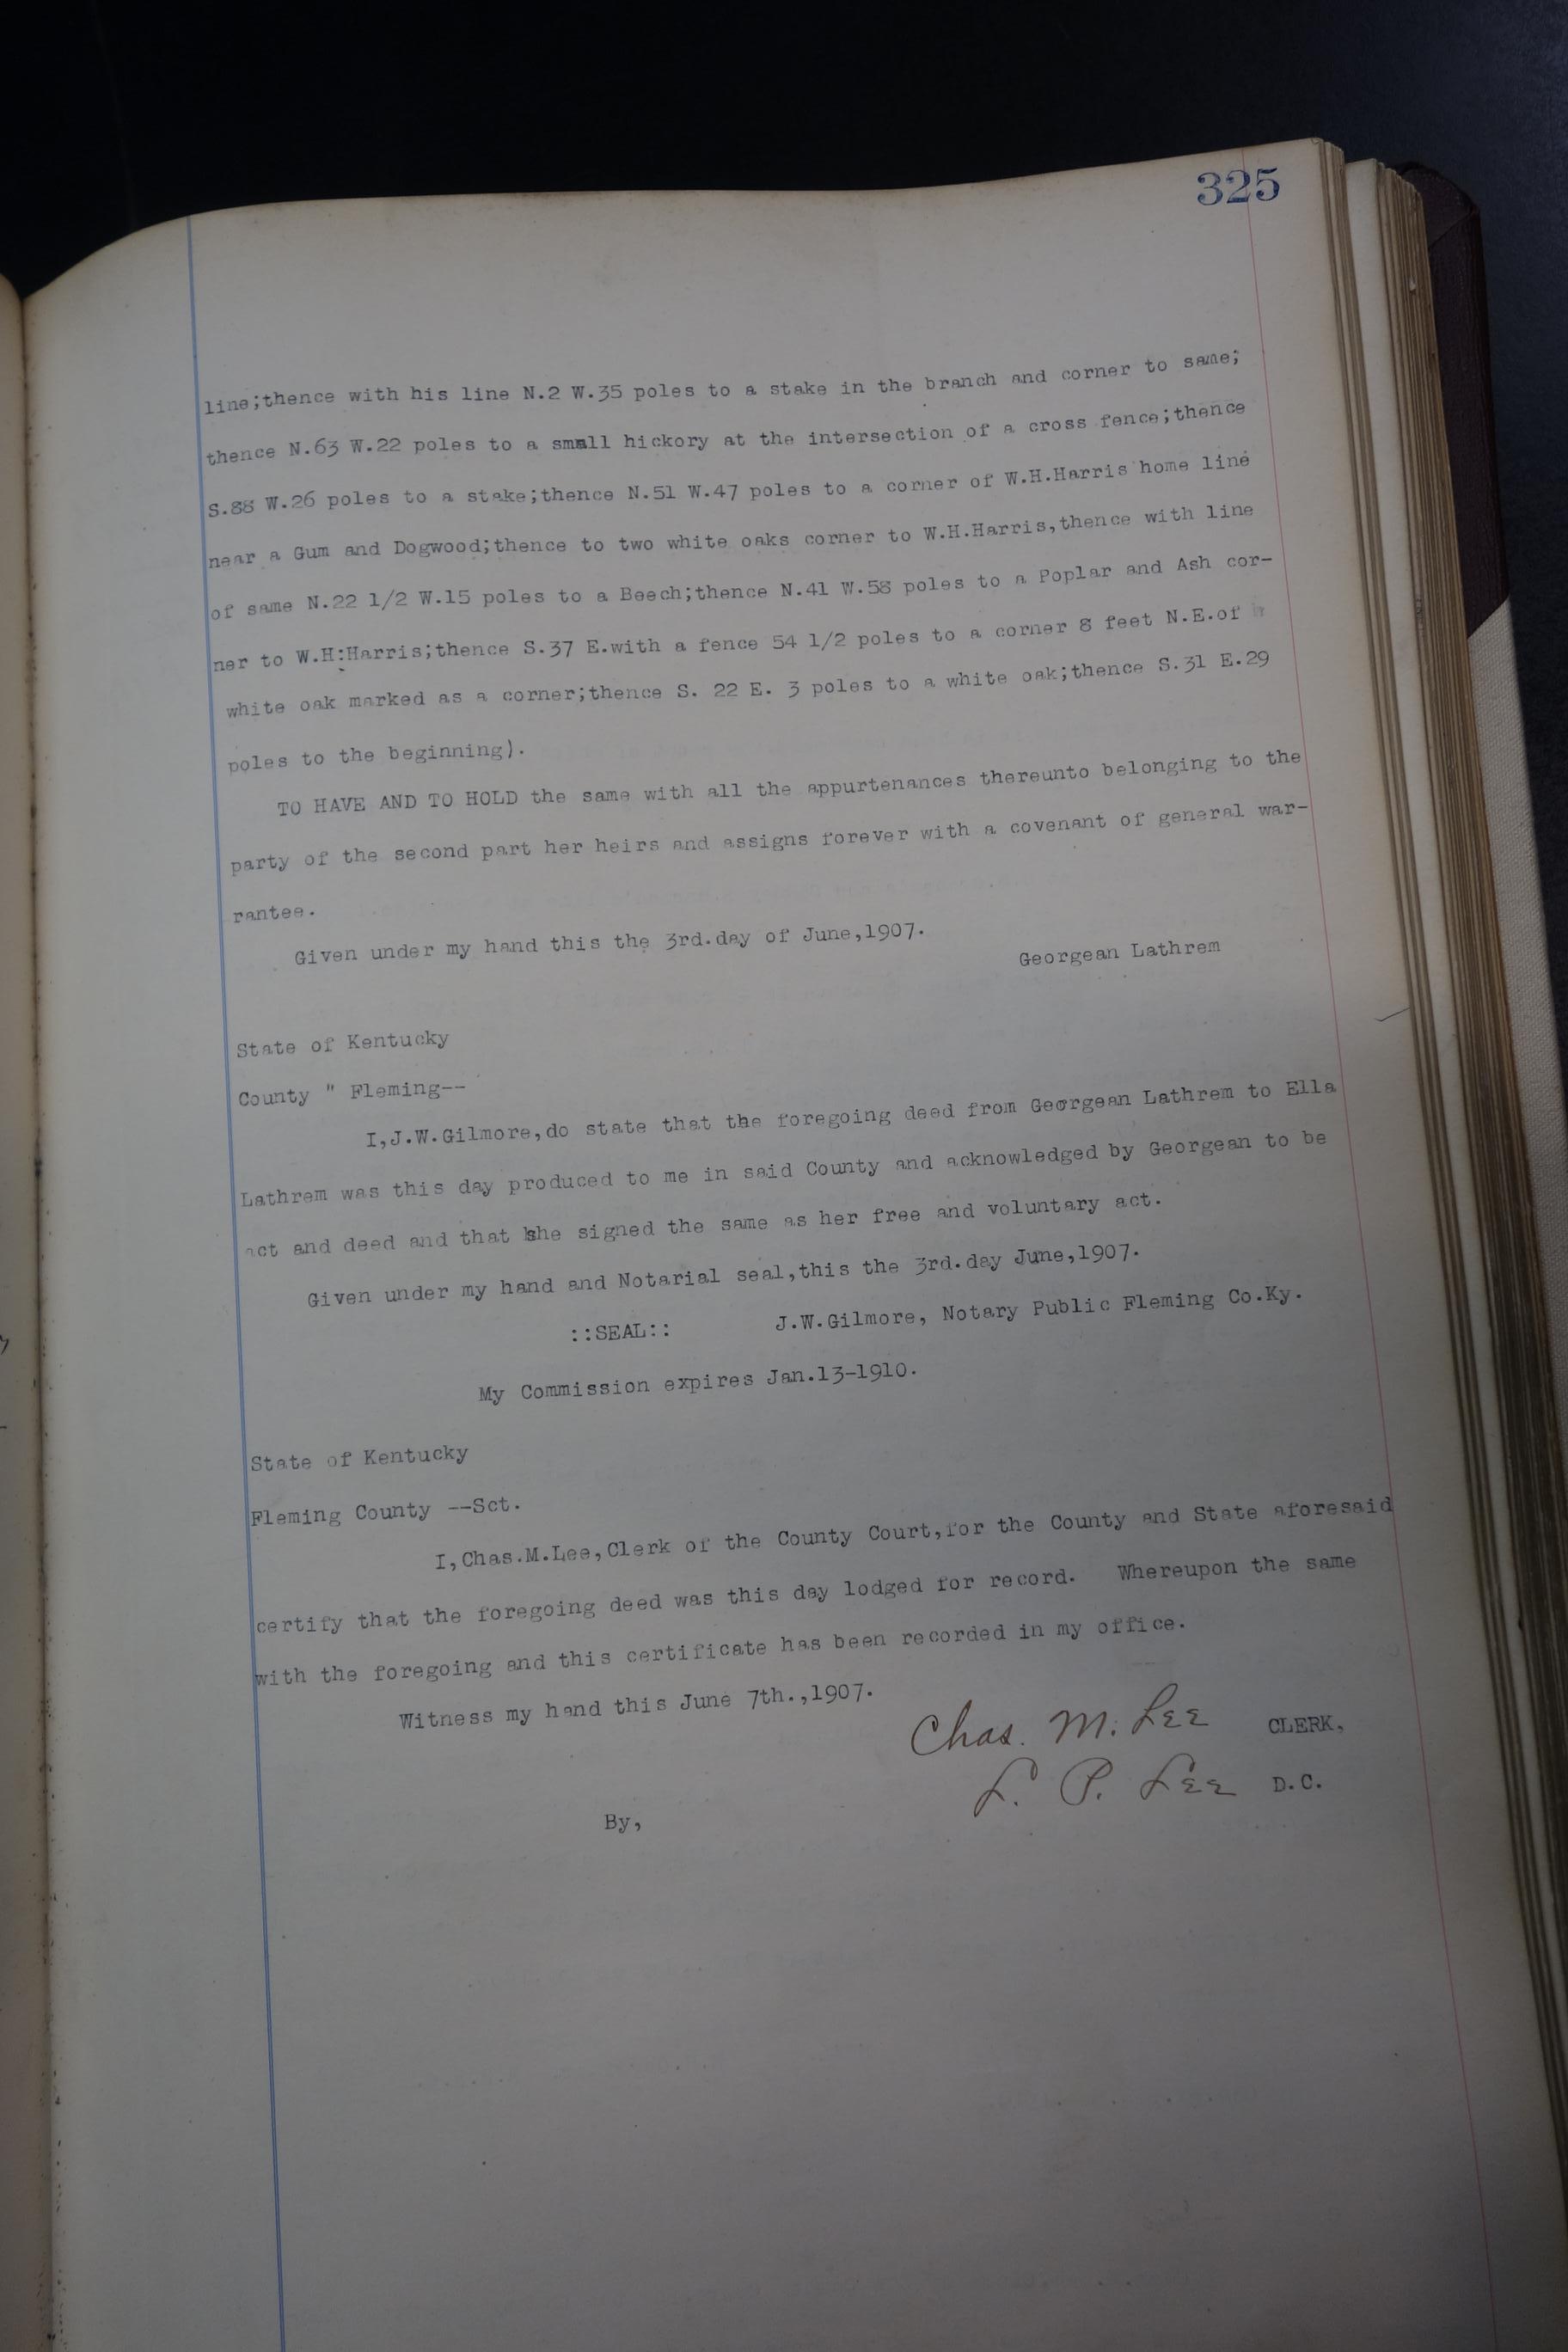 325
line;thence with his line N.2 W.35 poles to a stake in the branch and corner to same;
thence N.63 W.22 poles to a small hickory at the intersection of a cross fence;thence
S.88 W.26 poles to a stake;thence N.51 W.47 poles to a corner of W.H.Harris home line
near a Gum and Dogwood;thence to two white oaks corner to W.H.Harris,thence with line
of same N.22 1/2 W.15 poles to a Beech;thence N.41 W.58 poles to a Poplar and Ash cor-
ner to W.H:Harris;thence S.37 E.with a fence 54 1/2 poles to a corner 8 feet N.E.of
white oak marked as a corner;thence S. 22 E. 3 poles to a white oak;thence S.31 E.29
poles to the beginning).
TO HAVE AND TO HOLD the same with all the appurtenances thereunto belonging to the
party of the second part her heirs and assigns forever with a covenant of general war-
rantee.
Given under my hand this the 3rd.day of June,1907.
Georgean Lathrem
State of Kentucky
County " Fleming--
I,J.W.Gilmore,do state that the foregoing deed from Georgean Lathrem to Ella
Lathrem was this day produced to me in said County and acknowledged by Georgean to be
act and deed and that she signed the same as her free and voluntary act.
Given under my hand and Notarial seal,this the 3rd.day June,1907.
::SEAL:: J.W.Gilmore, Notary Public Fleming Co.Ky.
My Commission expires Jan.13-1910.
State of Kentucky
Fleming County --Sct.
I,Chas.M.Lee,Clerk of the County Court,for the County and State aforesaid
certify that the foregoing deed was this day lodged for record. Whereupon the same
with the foregoing and this certificate has been recorded in my office.
Witness my hand this June 7th.,1907.
Chas. M. Lee CLERK,
L. P. Lee D.C.
By,